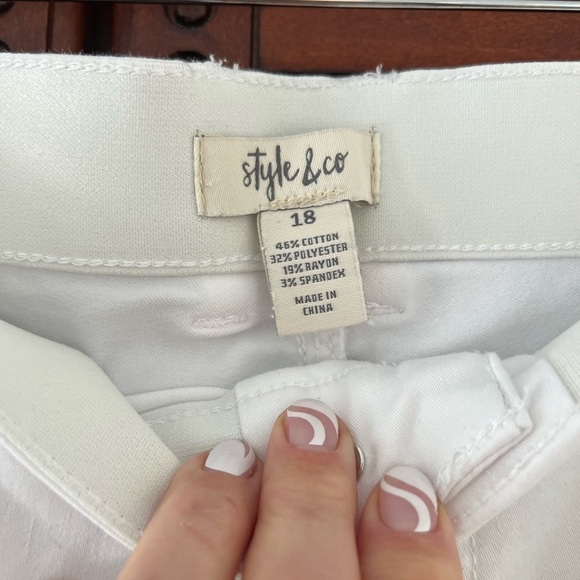 style & co
18
46% COTTON
32% POLYESTER
19% RAYON
3% SPANDEX
MADE IN
CHINA